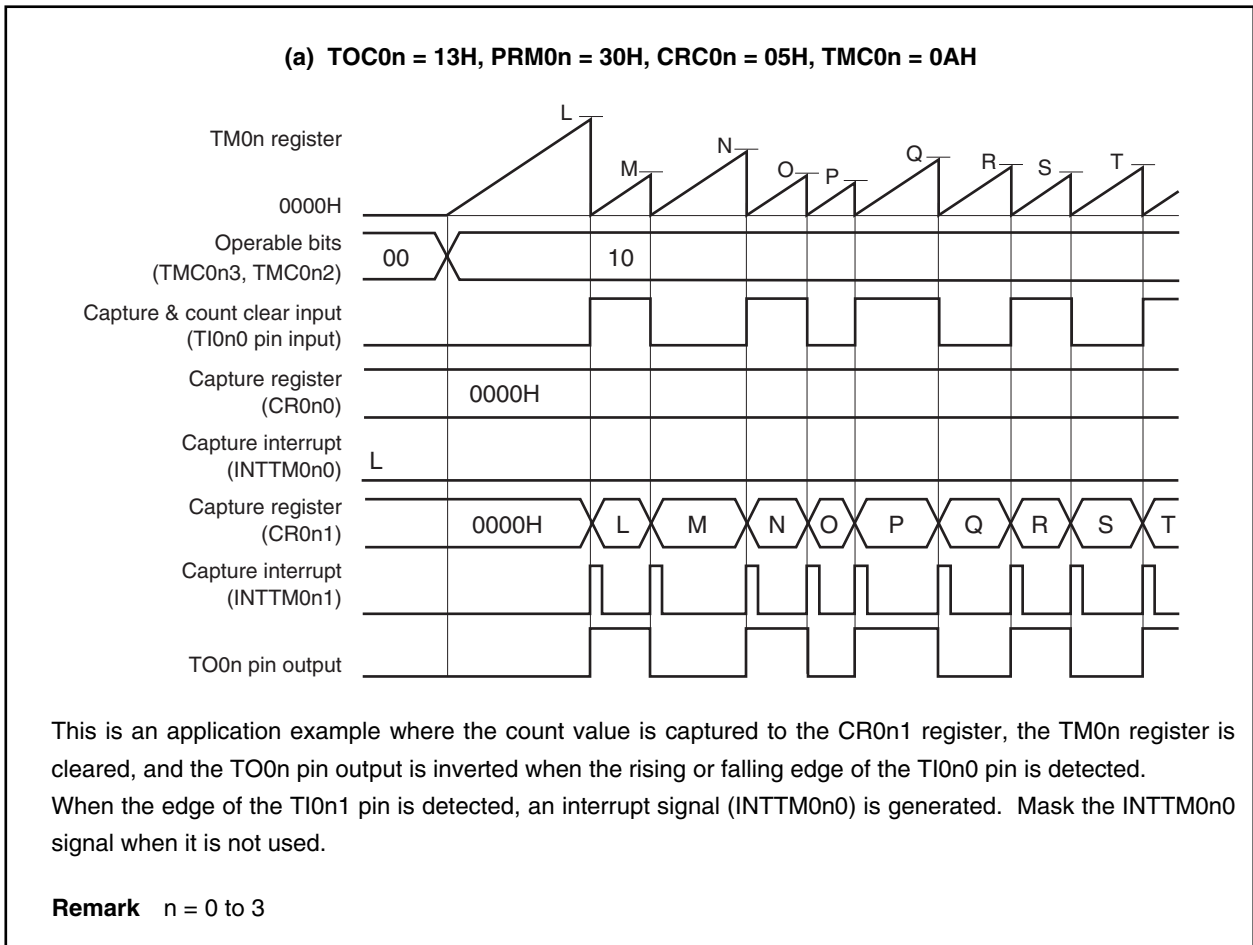 (a) TOC0n = 13H, PRM0n = 30H, CRC0n = 05H, TMC0n = 0AH
TM0n register
0000H
L
M
N
O
P
Q
R
S
T
Operable bits
(TMC0n3, TMC0n2)
00
10
Capture & count clear input
(TI0n0 pin input)
Capture register
(CR0n0)
0000H
Capture interrupt
(INTTM0n0)
L
Capture register
(CR0n1)
0000H
L
M
N
O
P
Q
R
S
T
Capture interrupt
(INTTM0n1)
TO0n pin output
This is an application example where the count value is captured to the CR0n1 register, the TM0n register is
cleared, and the TO0n pin output is inverted when the rising or falling edge of the TI0n0 pin is detected.
When the edge of the TI0n1 pin is detected, an interrupt signal (INTTM0n0) is generated. Mask the INTTM0n0
signal when it is not used.
Remark n = 0 to 3